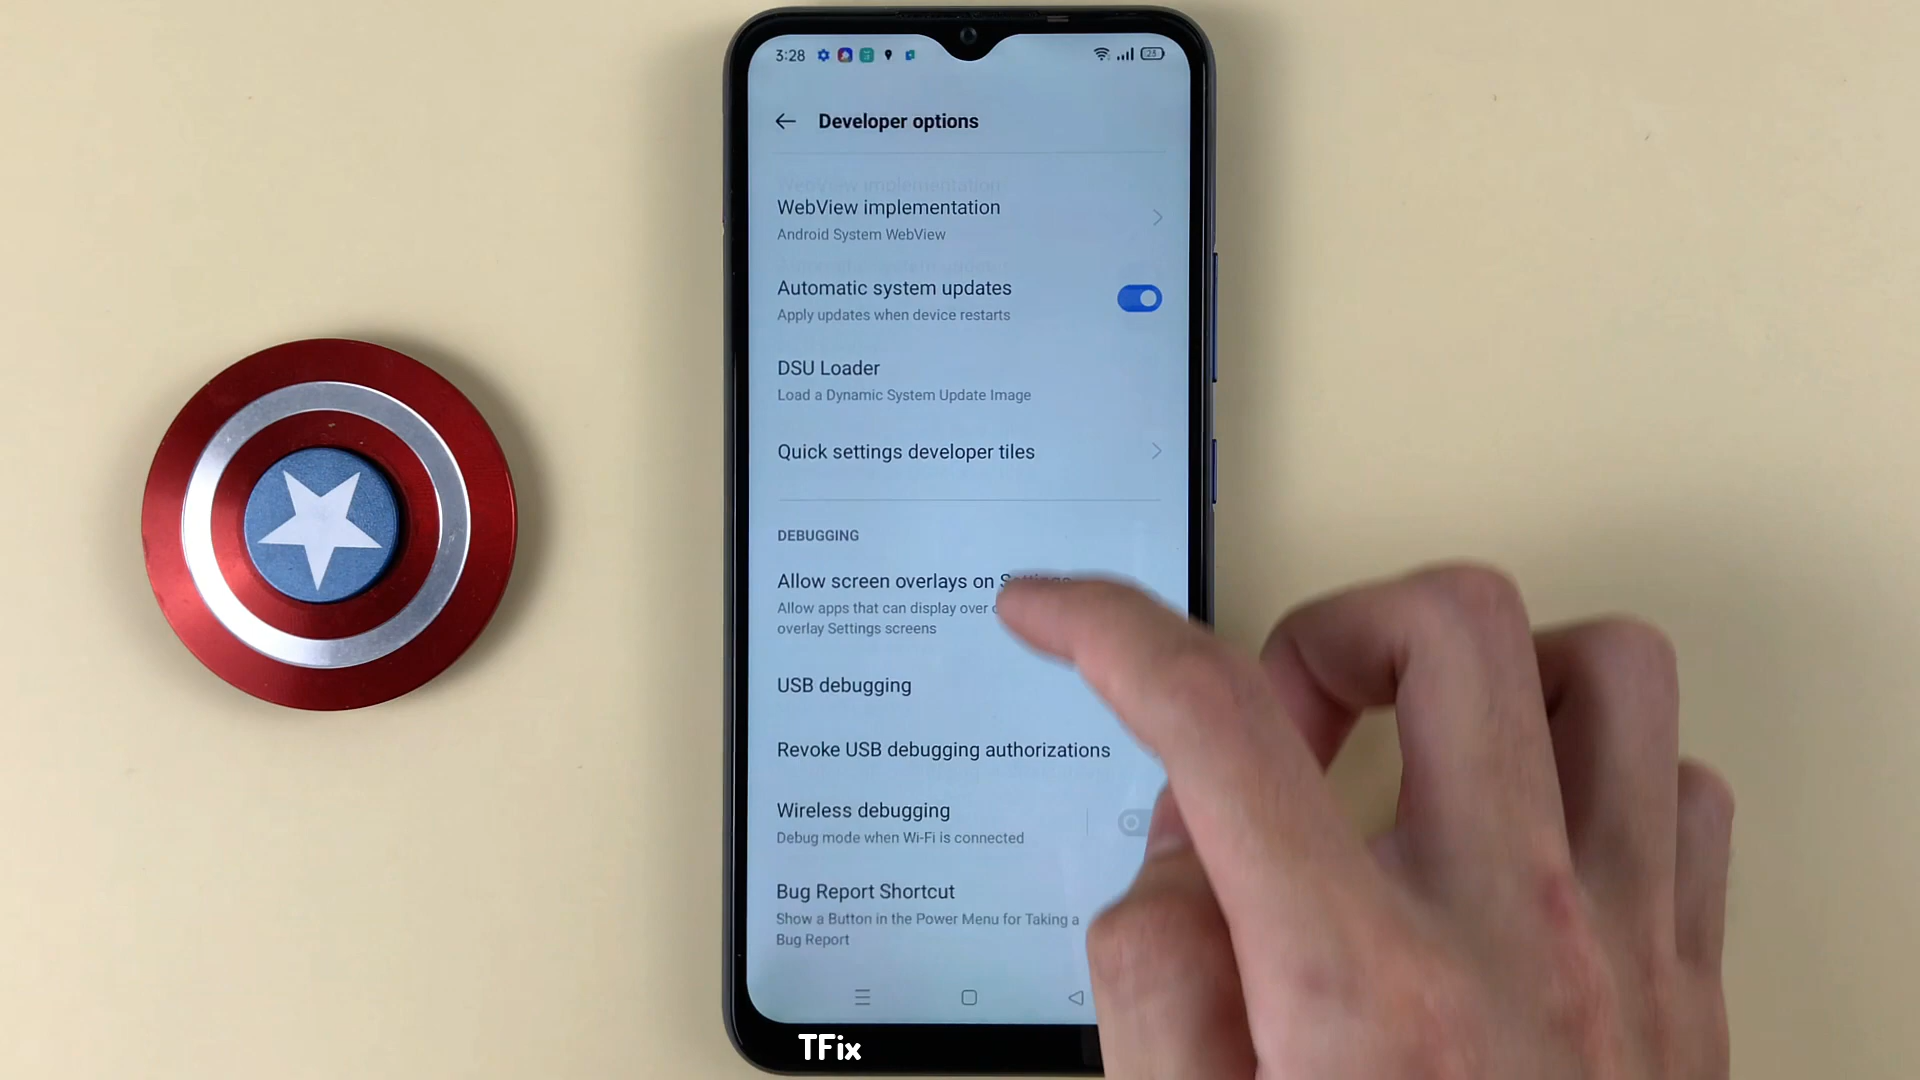 3:28
23
Developer options
WebView implementation
Android System WebView
Automatic system updates
Apply updates when device restarts
DSU Loader
Load a Dynamic System Update Image
Quick settings developer tiles
DEBUGGING
Allow screen overlays on Settings
Allow apps that can display over
overlay Settings screens
USB debugging
Revoke USB debugging authorizations
Wireless debugging
Debug mode when Wi-Fi is connected
Bug Report Shortcut
Show a Button in the Power Menu for Taking a
Bug Report
TFix